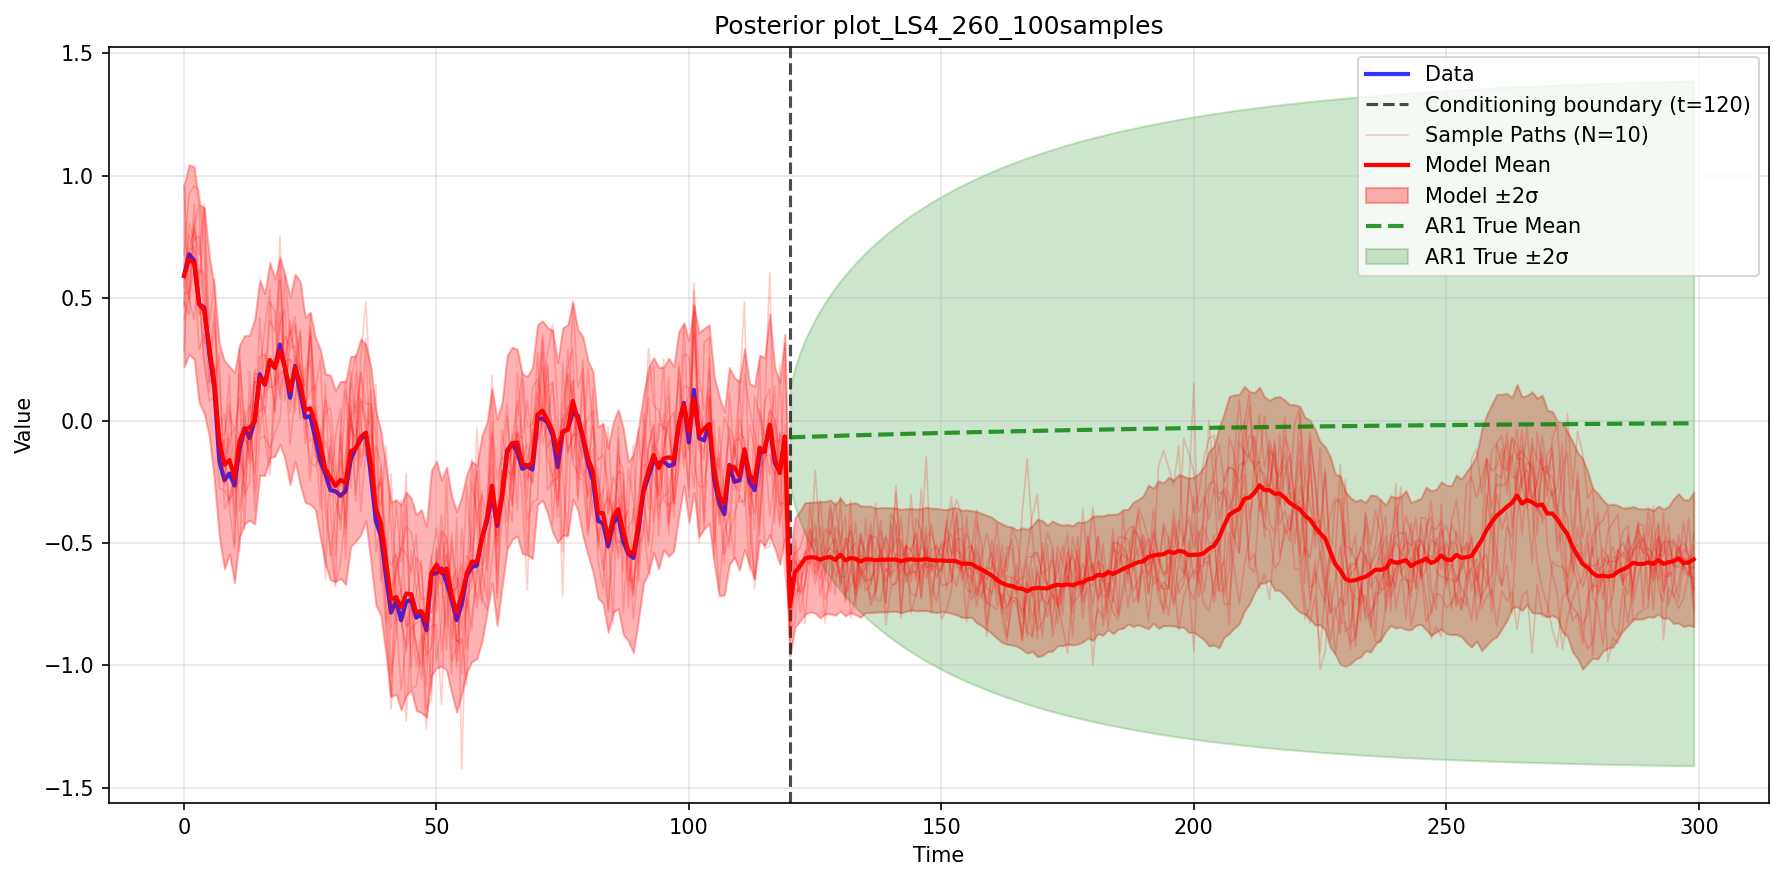 Posterior plot_LS4_260_100samples
1.5
1.0
0.5
0.0
−0.5
−1.0
−1.5
Value
Data
Conditioning boundary (t=120)
Sample Paths (N=10)
Model Mean
Model ±2σ
AR1 True Mean
AR1 True ±2σ
0
50
100
150
200
250
300
Time